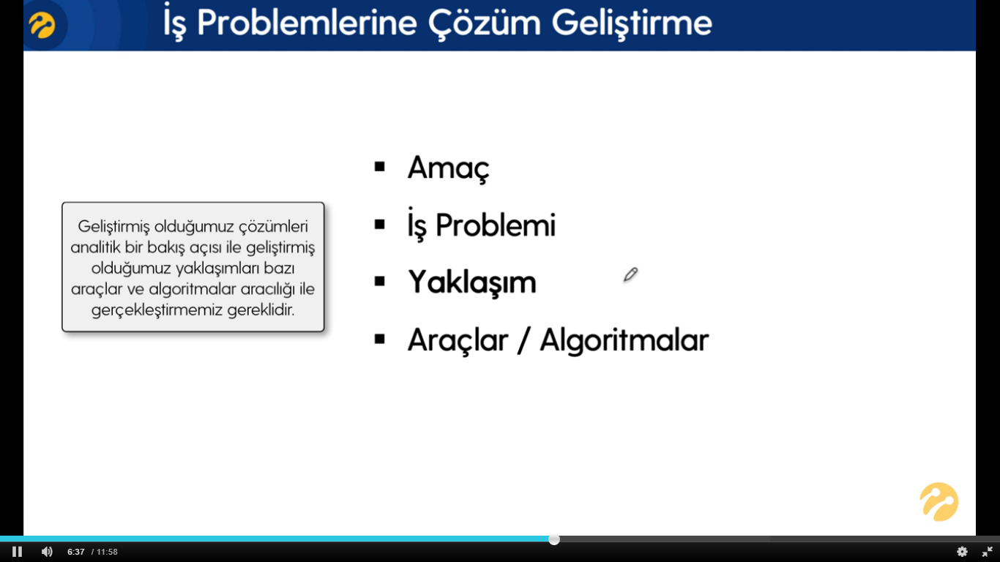 İş Problemlerine Çözüm Geliştirme
Geliştirmiş olduğumuz çözümleri
analitik bir bakış açısı ile geliştirmiş
olduğumuz yaklaşımları bazı
araçlar ve algoritmalar aracılığı ile
gerçekleştirmemiz gereklidir.
▪ Amaç
▪ İş Problemi
▪ Yaklaşım
▪ Araçlar / Algoritmalar
6:37 / 11:58